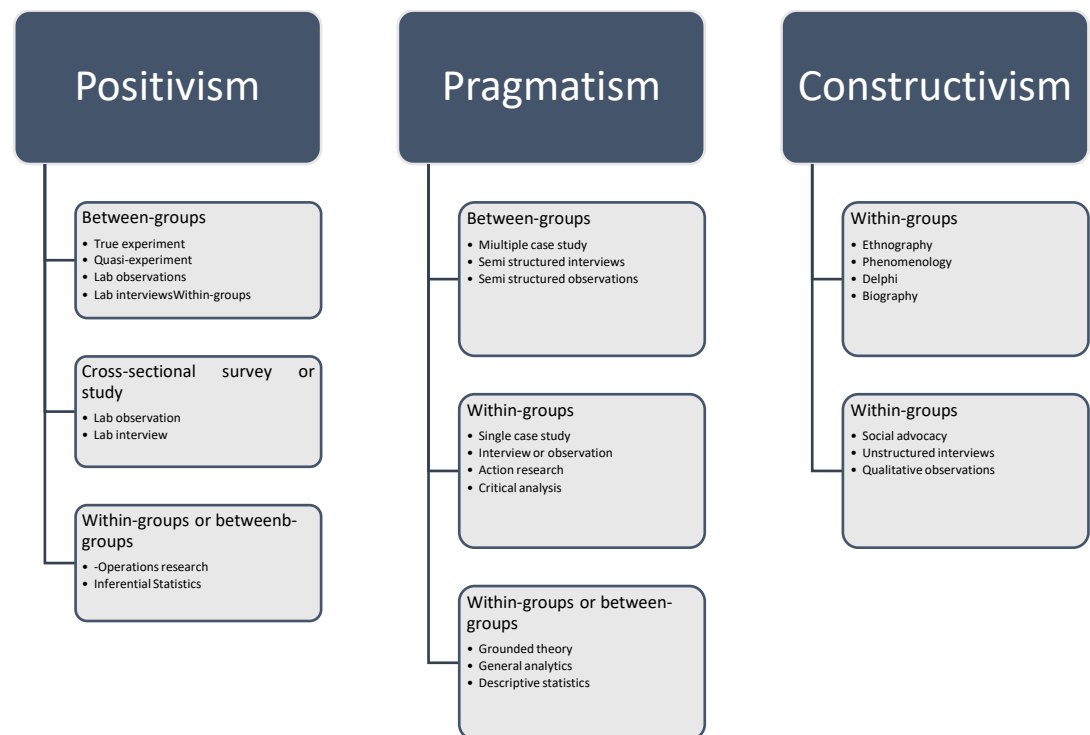 Positivism
Between-groups
• True experiment
• Quasi-experiment
• Lab observations
• Lab interviewsWithin-groups
Cross-sectional survey or
study
• Lab observation
• Lab interview
Within-groups or betweenb-
groups
• -Operations research
• Inferential Statistics
Pragmatism
Between-groups
• Miultiple case study
• Semi structured interviews
• Semi structured observations
Within-groups
• Single case study
• Interview or observation
• Action research
• Critical analysis
Within-groups or between-
groups
• Grounded theory
• General analytics
• Descriptive statistics
Constructivism
Within-groups
• Ethnography
• Phenomenology
• Delphi
• Biography
Within-groups
• Social advocacy
• Unstructured interviews
• Qualitative observations